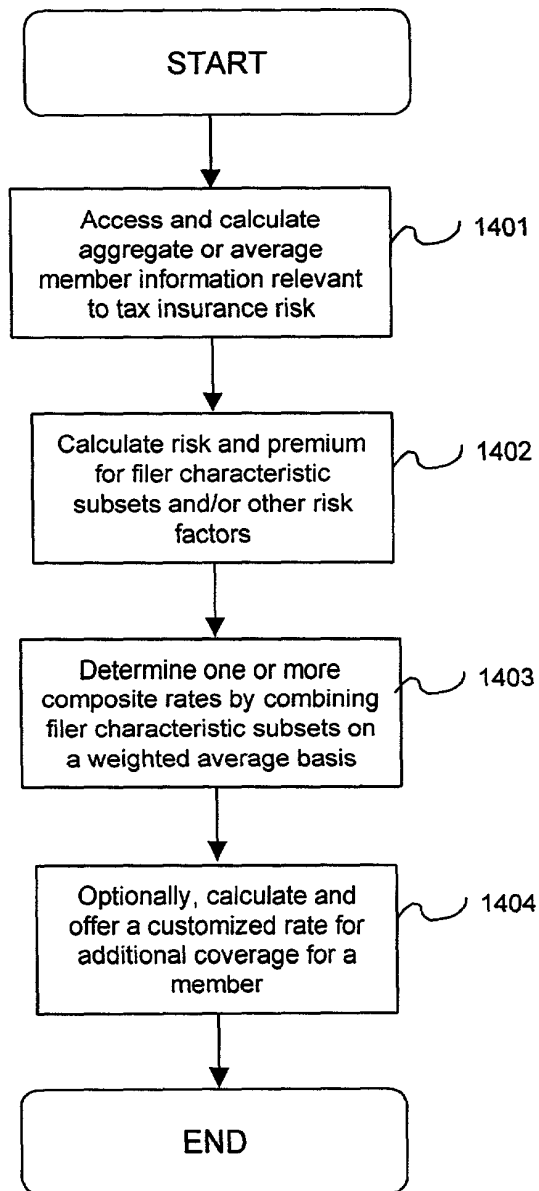 START
Access and calculate
aggregate or average
member information relevant
to tax insurance risk
1401
Calculate risk and premium
for filer characteristic
subsets and/or other risk
factors
1402
Determine one or more
composite rates by combining
filer characteristic subsets on
a weighted average basis
1403
Optionally, calculate and
offer a customized rate for
additional coverage for a
member
1404
END